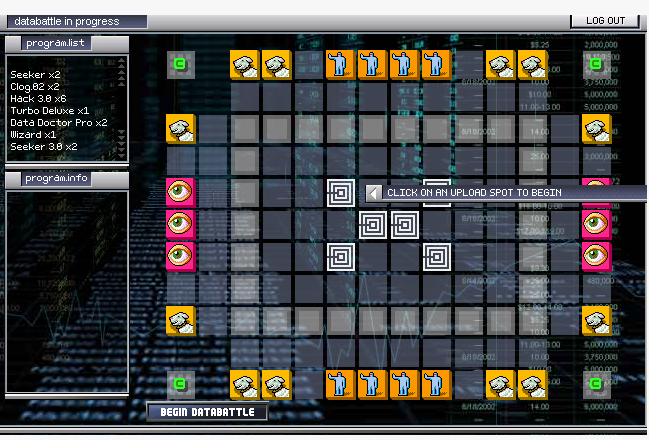 databattle in progress
LOG OUT
program.list
Seeker x2
Clog.02 x2
Hack 3.0 x6
Turbo Deluxe x1
Data Doctor Pro x2
Wizard x1
Seeker 3.0 x2
program.info
CLICK ON AN UPLOAD SPOT TO BEGIN
BEGIN DATABATTLE